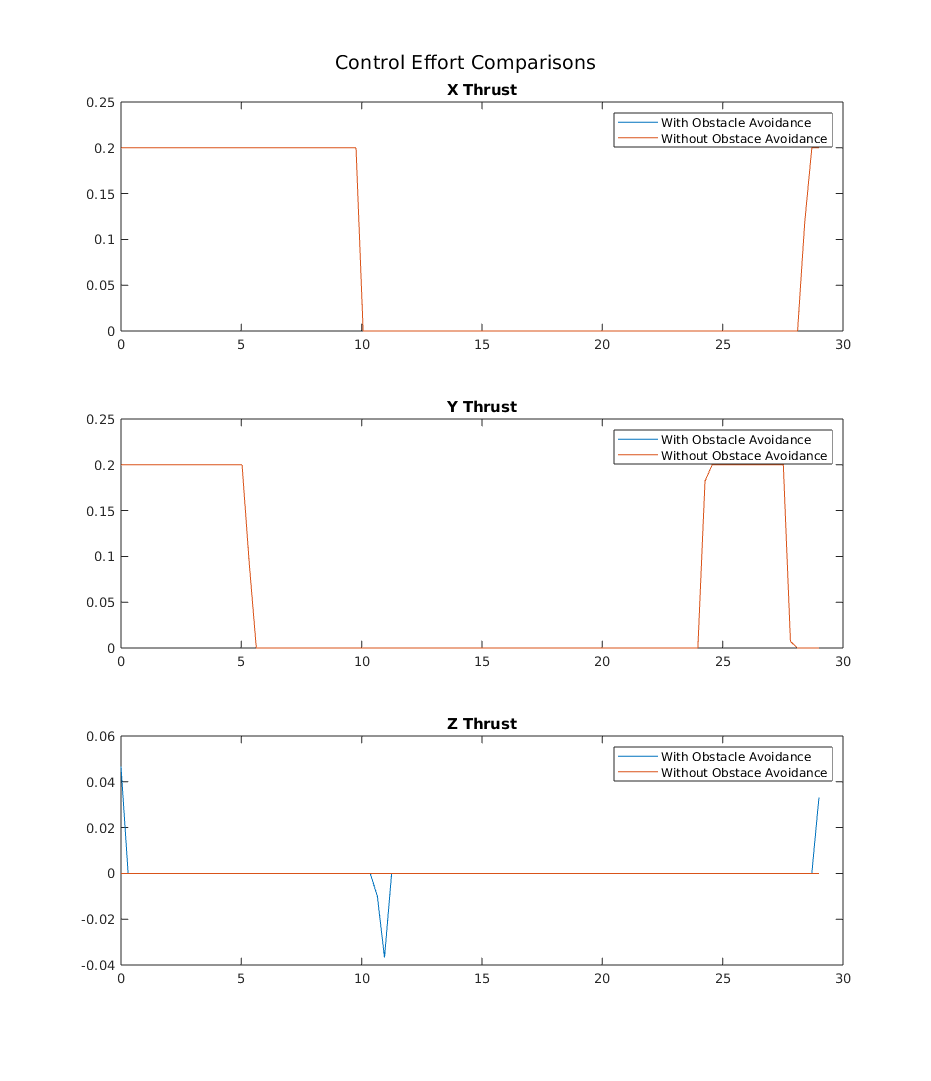 Control Effort Comparisons
X Thrust
0.25
0.2
0.15
0.1
0.05
0
0 5 10 15 20 25 30
With Obstacle Avoidance
Without Obstace Avoidance
Y Thrust
0.25
0.2
0.15
0.1
0.05
0
0 5 10 15 20 25 30
With Obstacle Avoidance
Without Obstace Avoidance
Z Thrust
0.06
0.04
0.02
0
-0.02
-0.04
0 5 10 15 20 25 30
With Obstacle Avoidance
Without Obstace Avoidance